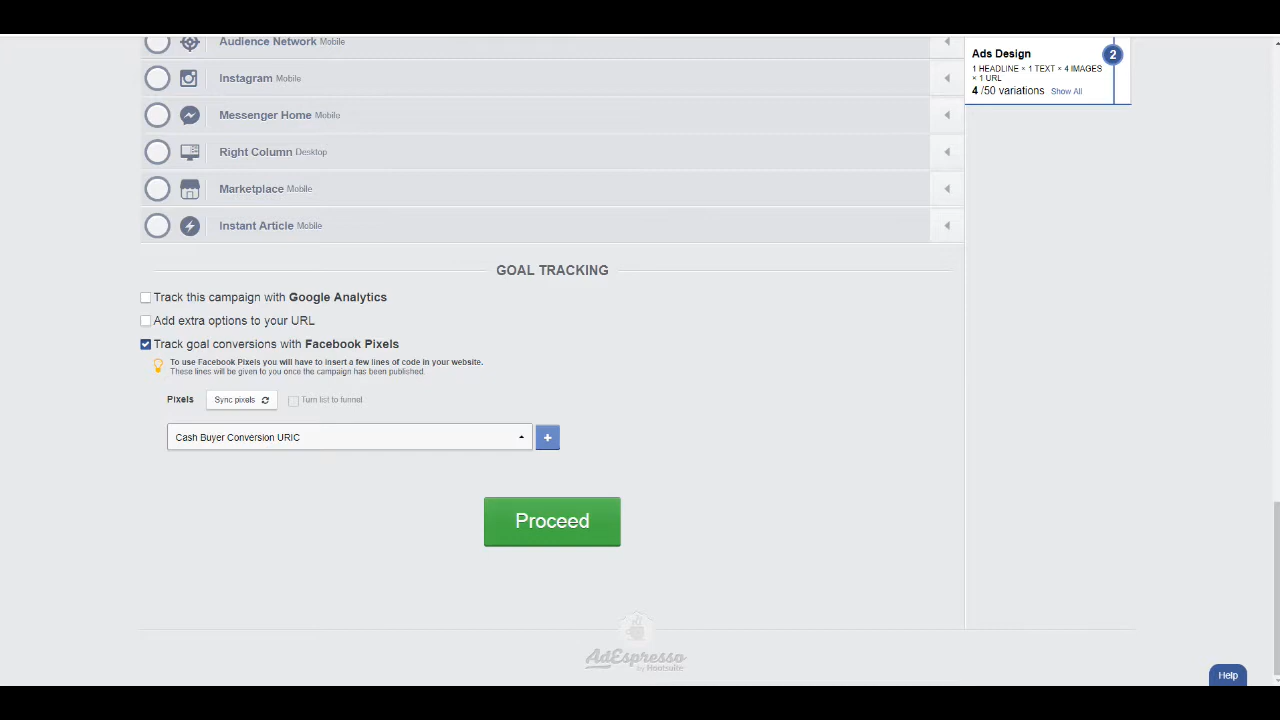 Audience Network Mobile
Ads Design
2
1 HEADLINE × 1 TEXT × 4 IMAGES
× 1 URL
4 /50 variations Show All
Instagram Mobile
Messenger Home Mobile
Right Column Desktop
Marketplace Mobile
Instant Article Mobile
GOAL TRACKING
Track this campaign with Google Analytics
Add extra options to your URL
Track goal conversions with Facebook Pixels
To use Facebook Pixels you will have to insert a few lines of code in your website.
These lines will be given to you once the campaign has been published.
Pixels Sync pixels Turn list to funnel
Cash Buyer Conversion URIC
+
Proceed
AdEspresso
by Hootsuite
Help